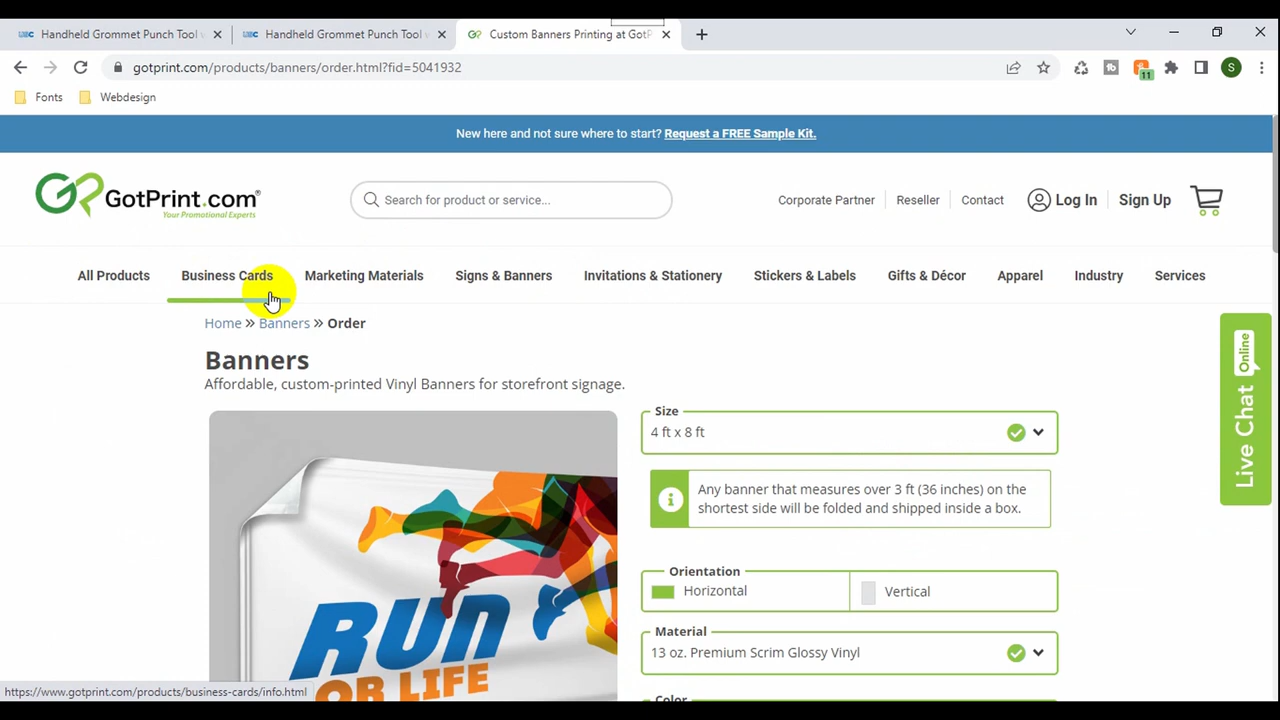 Handheld Grommet Punch Tool w
Handheld Grommet Punch Tool w
Custom Banners Printing at GotP
gotprint.com/products/banners/order.html?fid=5041932
11
S
Fonts
Webdesign
New here and not sure where to start? Request a FREE Sample Kit.
GotPrint.com®
Your Promotional Experts
Search for product or service...
Corporate Partner
Reseller
Contact
Log In
Sign Up
All Products
Business Cards
Marketing Materials
Signs & Banners
Invitations & Stationery
Stickers & Labels
Gifts & Décor
Apparel
Industry
Services
Home » Banners » Order
Banners
Affordable, custom-printed Vinyl Banners for storefront signage.
Size
4 ft x 8 ft
Any banner that measures over 3 ft (36 inches) on the
shortest side will be folded and shipped inside a box.
Orientation
Horizontal
Vertical
Material
13 oz. Premium Scrim Glossy Vinyl
Color
RUN
OR LIFE
Live Chat Online
https://www.gotprint.com/products/business-cards/info.html